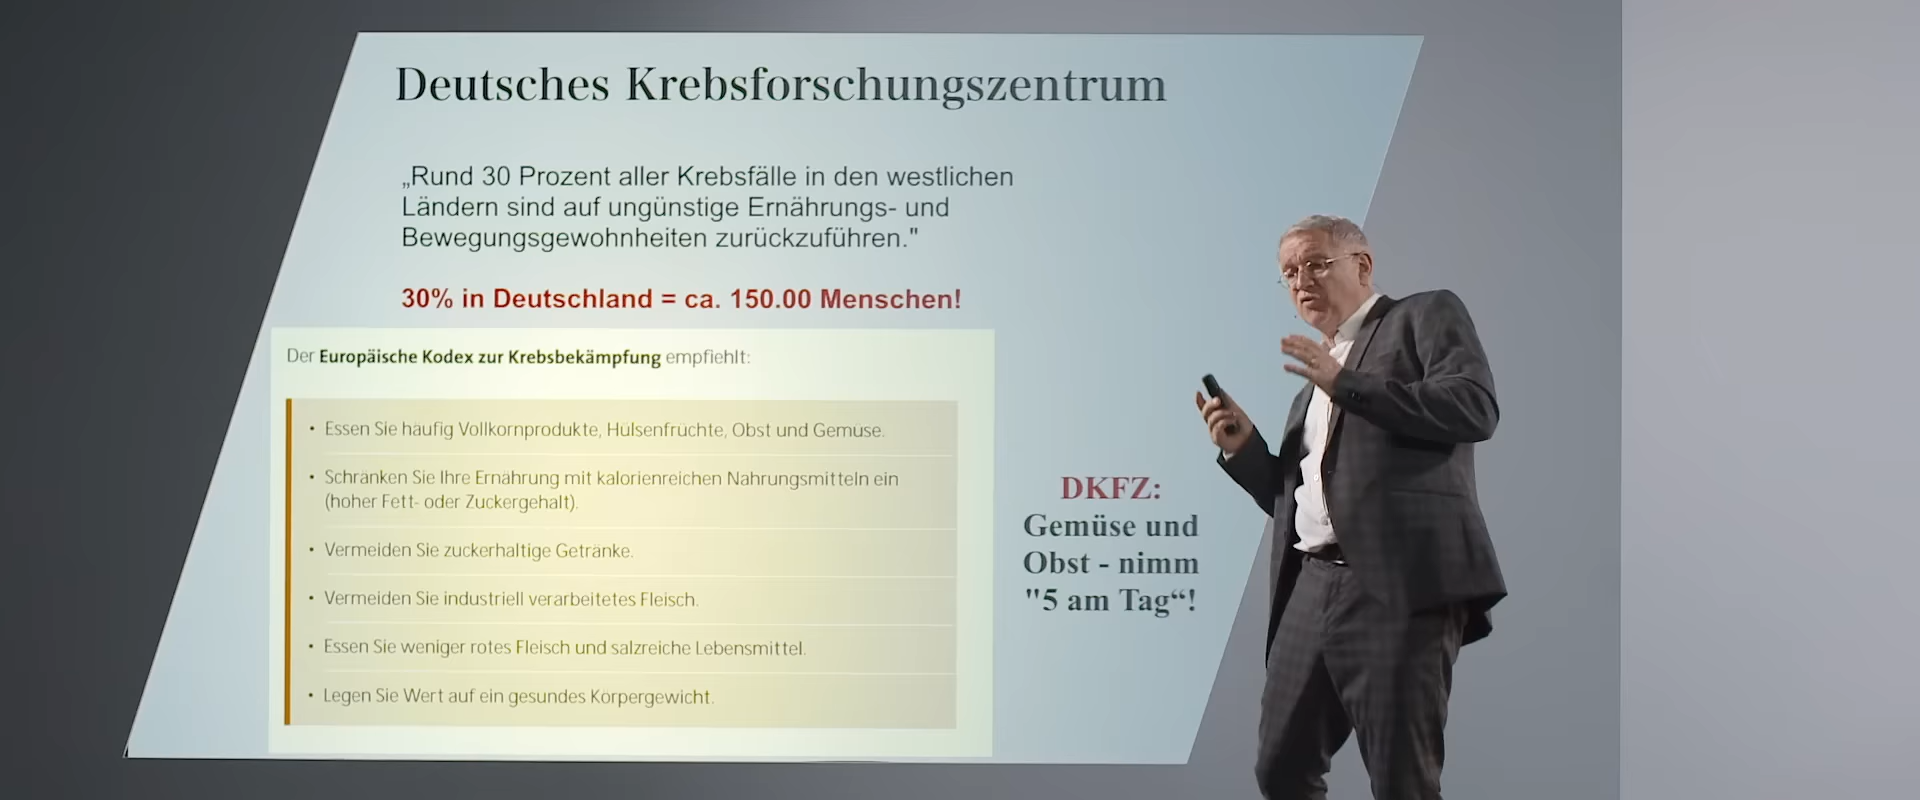 Deutsches Krebsforschungszentrum
„Rund 30 Prozent aller Krebsfälle in den westlichen
Ländern sind auf ungünstige Ernährungs- und
Bewegungsgewohnheiten zurückzuführen."
30% in Deutschland = ca. 150.00 Menschen!
Der Europäische Kodex zur Krebsbekämpfung empfiehlt:
• Essen Sie häufig Vollkornprodukte, Hülsenfrüchte, Obst und Gemüse.
• Schränken Sie Ihre Ernährung mit kalorienreichen Nahrungsmitteln ein
(hoher Fett- oder Zuckergehalt).
• Vermeiden Sie zuckerhaltige Getränke.
• Vermeiden Sie industriell verarbeitetes Fleisch.
• Essen Sie weniger rotes Fleisch und salzreiche Lebensmittel.
• Legen Sie Wert auf ein gesundes Körpergewicht.
DKFZ:
Gemüse und
Obst - nimm
"5 am Tag“!